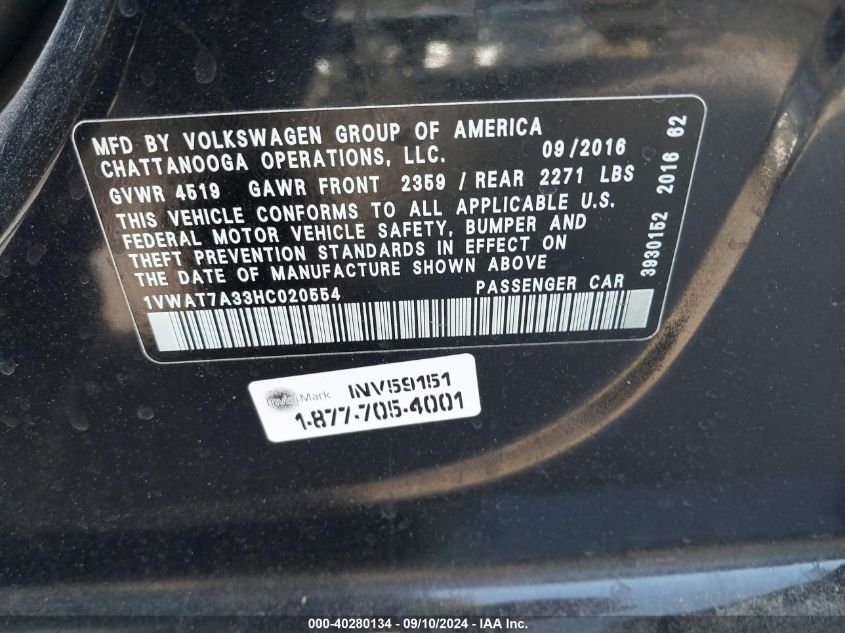 MFD BY VOLKSWAGEN GROUP OF AMERICA
CHATTANOOGA OPERATIONS, LLC. 09/2016
GVWR 4519 GAWR FRONT 2359 / REAR 2271 LBS
THIS VEHICLE CONFORMS TO ALL APPLICABLE U.S.
FEDERAL MOTOR VEHICLE SAFETY, BUMPER AND
THEFT PREVENTION STANDARDS IN EFFECT ON
THE DATE OF MANUFACTURE SHOWN ABOVE
1VWAT7A33HC020554 PASSENGER CAR
3930152 2016 62
Mark INV59151
1-877-705-4001
000-40280134 - 09/10/2024 - IAA Inc.